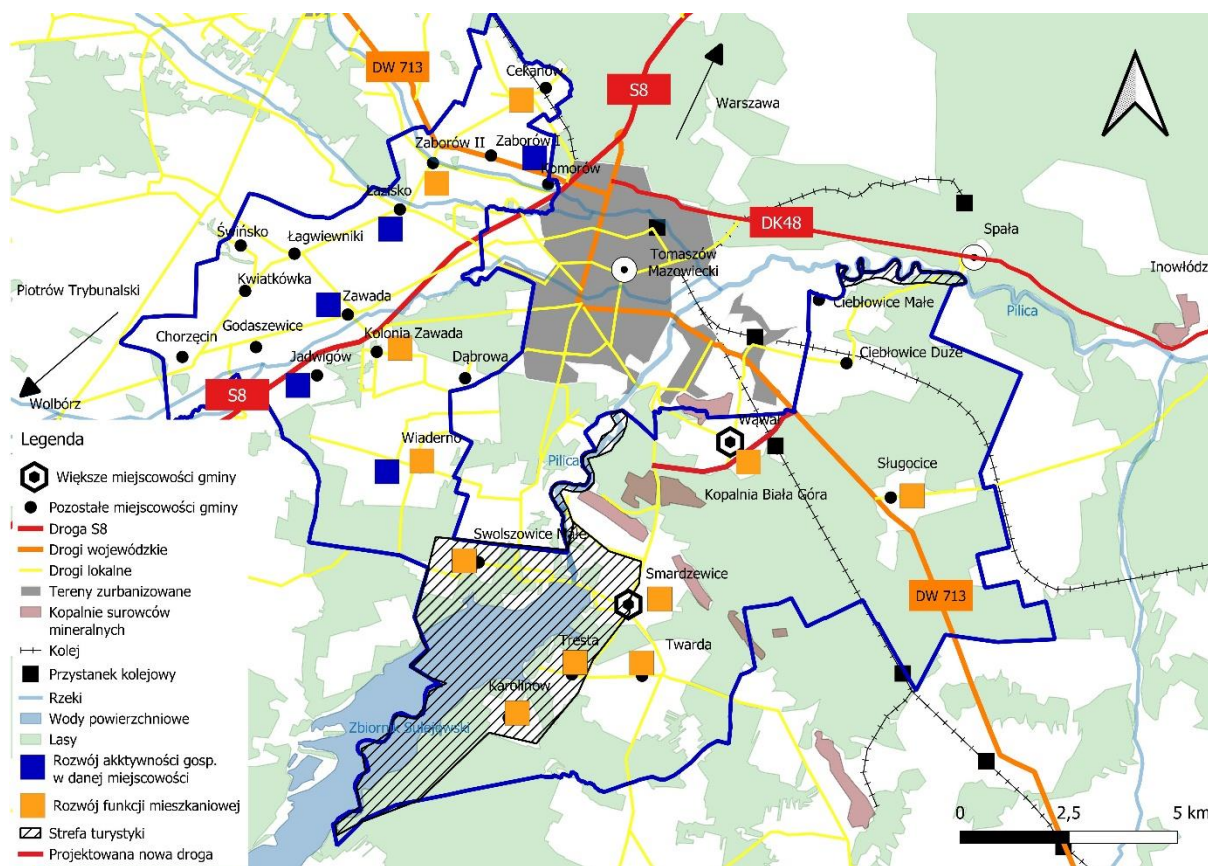 DW 713
Cekanów
S8
Warszawa
Zaborów II
Zaborów I
Komorów
Łazisko
DK48
Spała
Świńsko
Łagwiewniki
Tomaszów
Mazowiecki
Inowłódz
Kwiatkówka
Piotrów Trybunalski
Zawada
Ciebłowice Małe
Pilica
Chorzęcin
Godaszewice
Kolonia Zawada
Jadwigów
Dąbrowa
Ciebłowice Duże
S8
Wolbórz
Wąwał
Wiaderno
Pilica
Sługocice
Kopalnia Biała Góra
Swolszowice Małe
Smardzewice
DW 713
Tresta
Twarda
Karolinow
Zbiornik Sulejowski
Legenda
Większe miejscowości gminy
Pozostałe miejscowości gminy
Droga S8
Drogi wojewódzkie
Drogi lokalne
Tereny zurbanizowane
Kopalnie surowców
mineralnych
Kolej
Przystanek kolejowy
Rzeki
Wody powierzchniowe
Lasy
Rozwój akktywności gosp.
w danej miejscowości
Rozwój funkcji mieszkaniowej
Strefa turystyki
Projektowana nowa droga
0
2,5
5 km